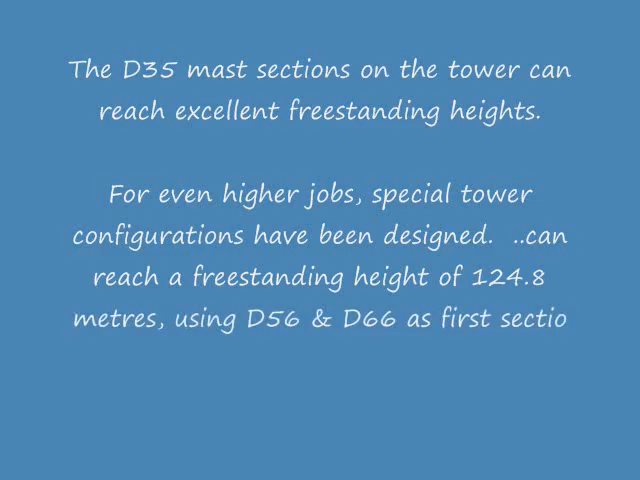 The D35 mast sections on the tower can
reach excellent freestanding heights.
For even higher jobs, special tower
configurations have been designed.  ..can
reach a freestanding height of 124.8
metres, using D56 & D66 as first sectio